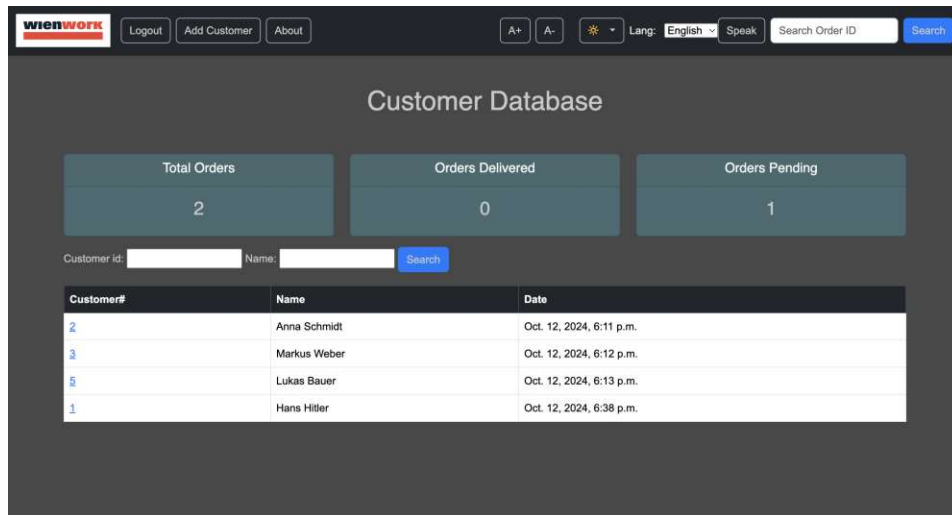 wienwork Logout Add Customer About A+ A- Lang: English Speak Search Order ID Search
Customer Database
Total Orders Orders Delivered Orders Pending
2 0 1
Customer id: Name: Search
Customer# Name Date
2 Anna Schmidt Oct. 12, 2024, 6:11 p.m.
3 Markus Weber Oct. 12, 2024, 6:12 p.m.
5 Lukas Bauer Oct. 12, 2024, 6:13 p.m.
1 Hans Hitler Oct. 12, 2024, 6:38 p.m.